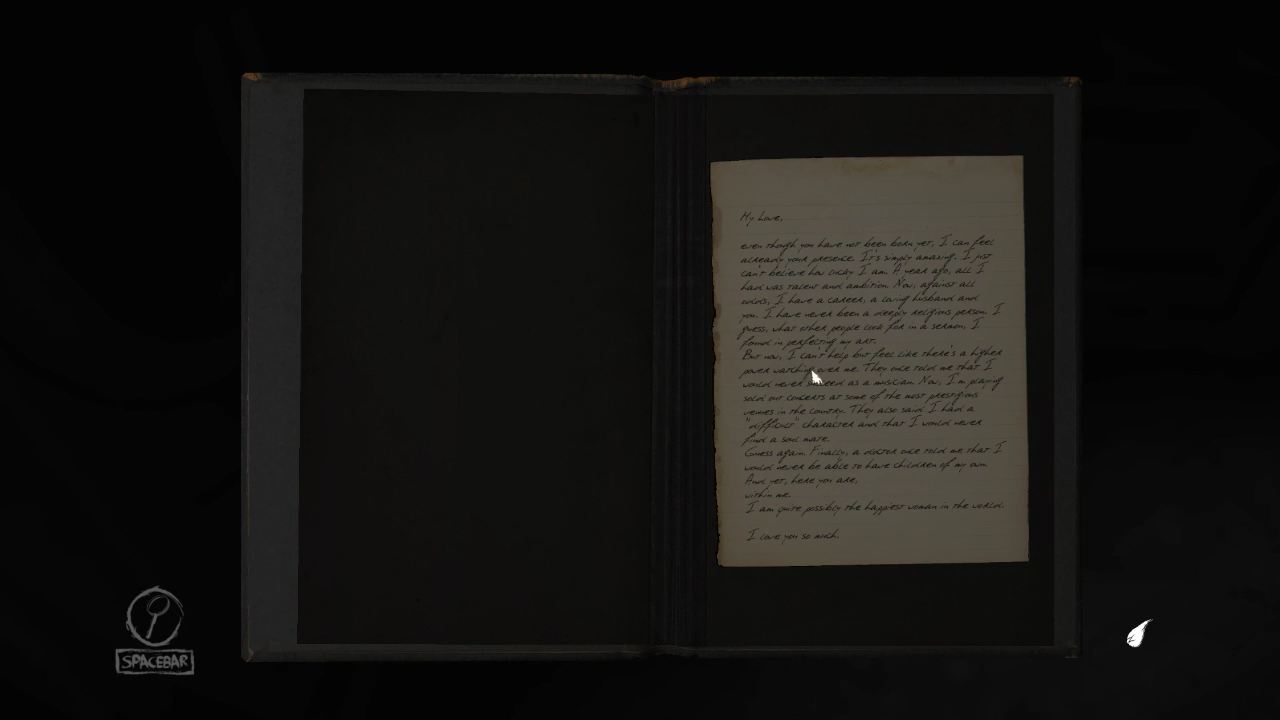 My love,
even though you have not been born yet, I can feel
already your presence. It's simply amazing. I just
can't believe how lucky I am. A year ago, all I
had was talent and ambition. Now, against all
odds, I have a career, a loving husband and
you. I have never been a deeply religious person. I
guess, what other people look for in a sermon, I
found in perfecting my art.
But now, I can't help but feel like there's a higher
power watching over me. They once told me that I
would never succeed as a musician. Now, I'm playing
sold out concerts at some of the most prestigious
venues in the country. They also said I had a
"difficult" character and that I would never
find a soul mate.
Guess again. Finally, a doctor once told me that I
would never be able to have children of my own
And yet, here you are,
within me.
I am quite possibly the happiest woman in the world.
I love you so much.
SPACEBAR